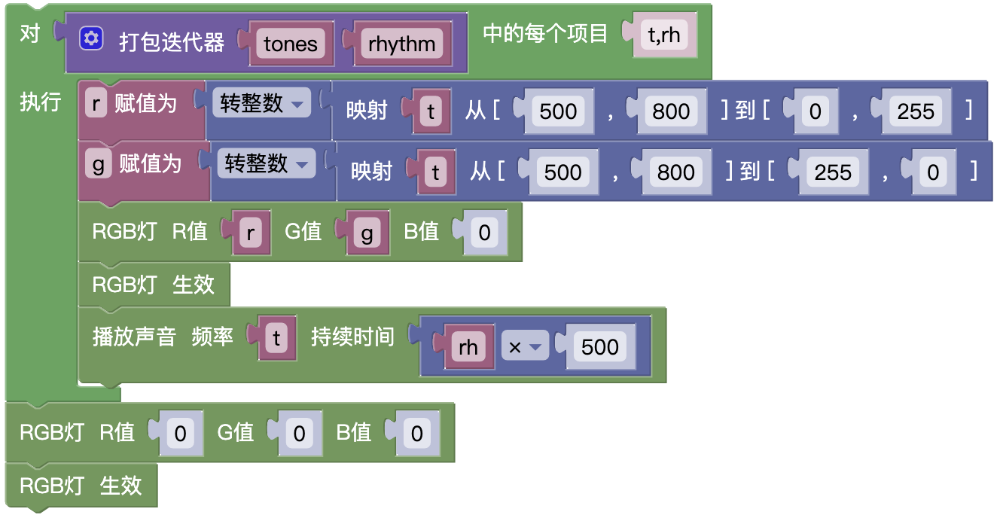 对 打包迭代器 tones rhythm 中的每个项目 t,rh
执行 r 赋值为 转整数 映射 t 从 [ 500 , 800 ] 到 [ 0 , 255 ]
g 赋值为 转整数 映射 t 从 [ 500 , 800 ] 到 [ 255 , 0 ]
RGB灯 R值 r G值 g B值 0
RGB灯 生效
播放声音 频率 t 持续时间 rh × 500
RGB灯 R值 0 G值 0 B值 0
RGB灯 生效